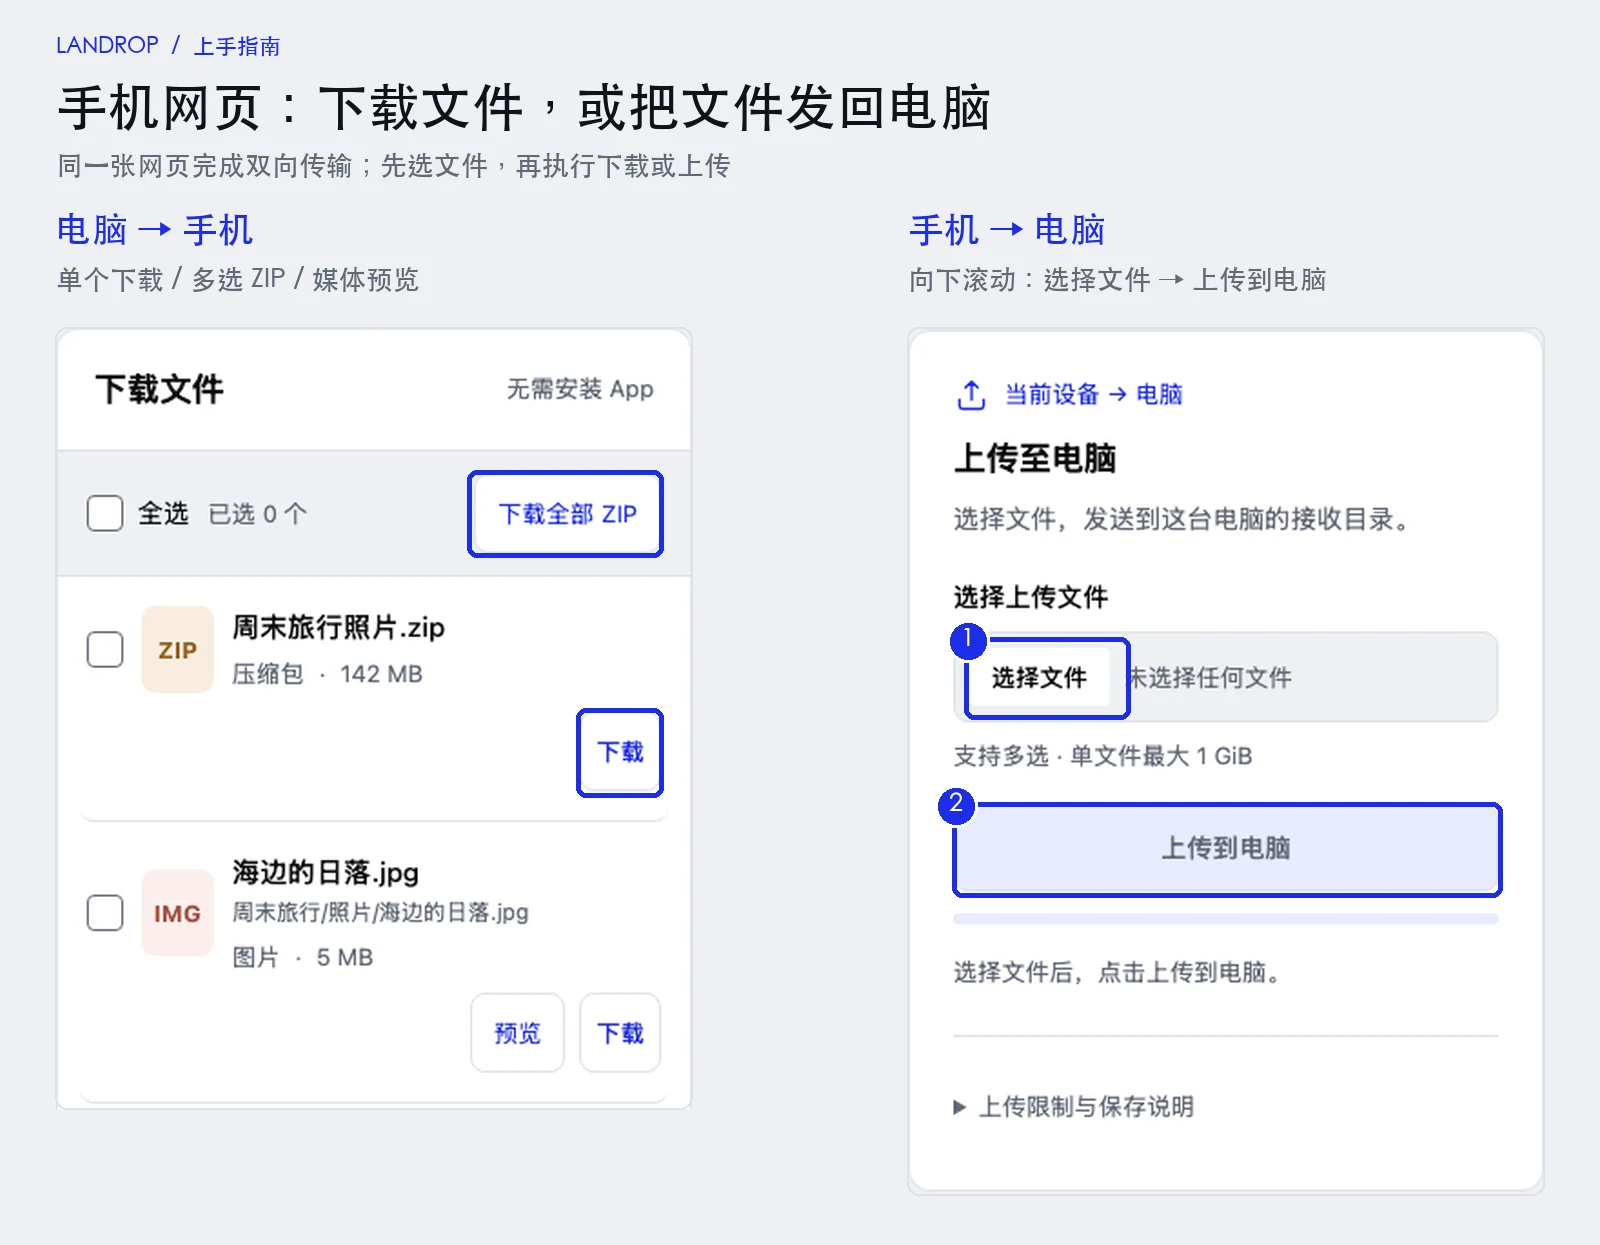 LANDROP / 上手指南
手机网页：下载文件，或把文件发回电脑
同一张网页完成双向传输；先选文件，再执行下载或上传
电脑 → 手机
单个下载 / 多选 ZIP / 媒体预览
下载文件
无需安装 App
全选 已选 0 个
下载全部 ZIP
ZIP
周末旅行照片.zip
压缩包 · 142 MB
下载
IMG
海边的日落.jpg
周末旅行/照片/海边的日落.jpg
图片 · 5 MB
预览
下载
手机 → 电脑
向下滚动：选择文件 → 上传到电脑
当前设备 → 电脑
上传至电脑
选择文件，发送到这台电脑的接收目录。
选择上传文件
1
选择文件 未选择任何文件
支持多选 · 单文件最大 1 GiB
2
上传到电脑
选择文件后，点击上传到电脑。
▶ 上传限制与保存说明